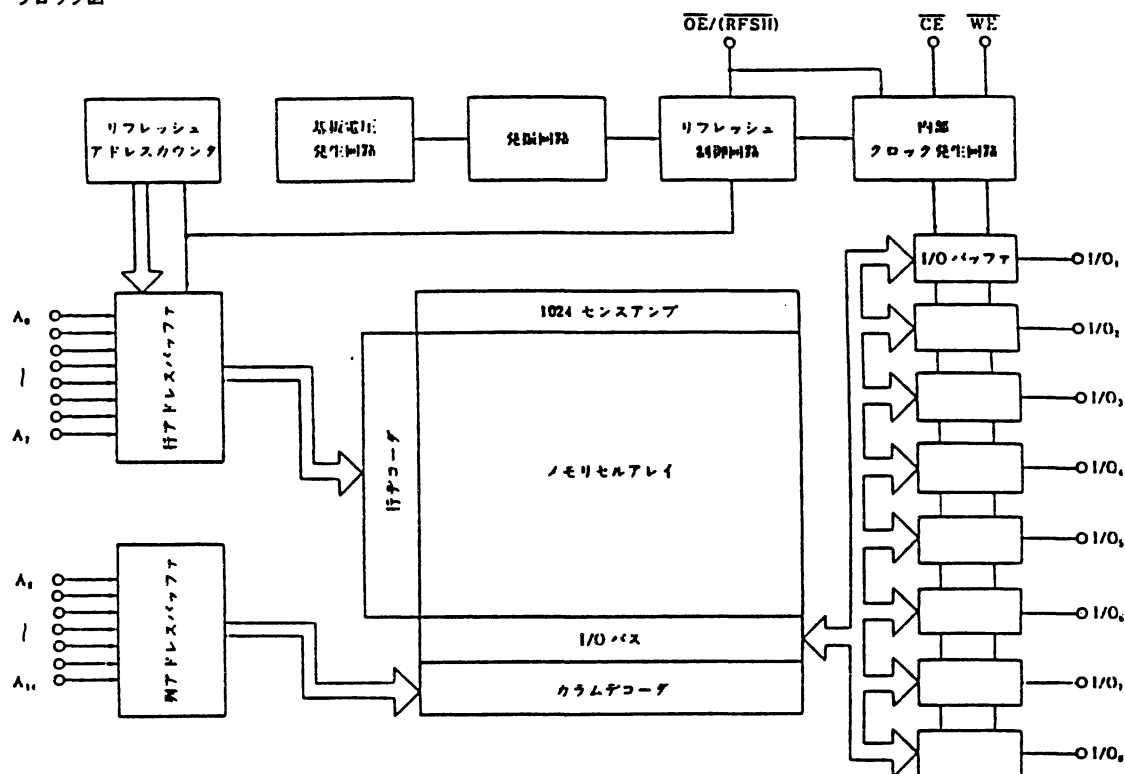 ブロック図
OE/(RFSH)
CE
WE
リフレッシュ
アドレスカウンタ
基板電圧
発生回路
発振回路
リフレッシュ
制御回路
内部
クロック発生回路
I/Oバッファ
I/O₁
I/O₂
I/O₃
I/O₄
I/O₅
I/O₆
I/O₇
I/O₈
A₀
A₇
行アドレスバッファ
1024 センスアンプ
行デコーダ
メモリセルアレイ
A₈
A₁₄
列アドレスバッファ
I/O バス
カラムデコーダ